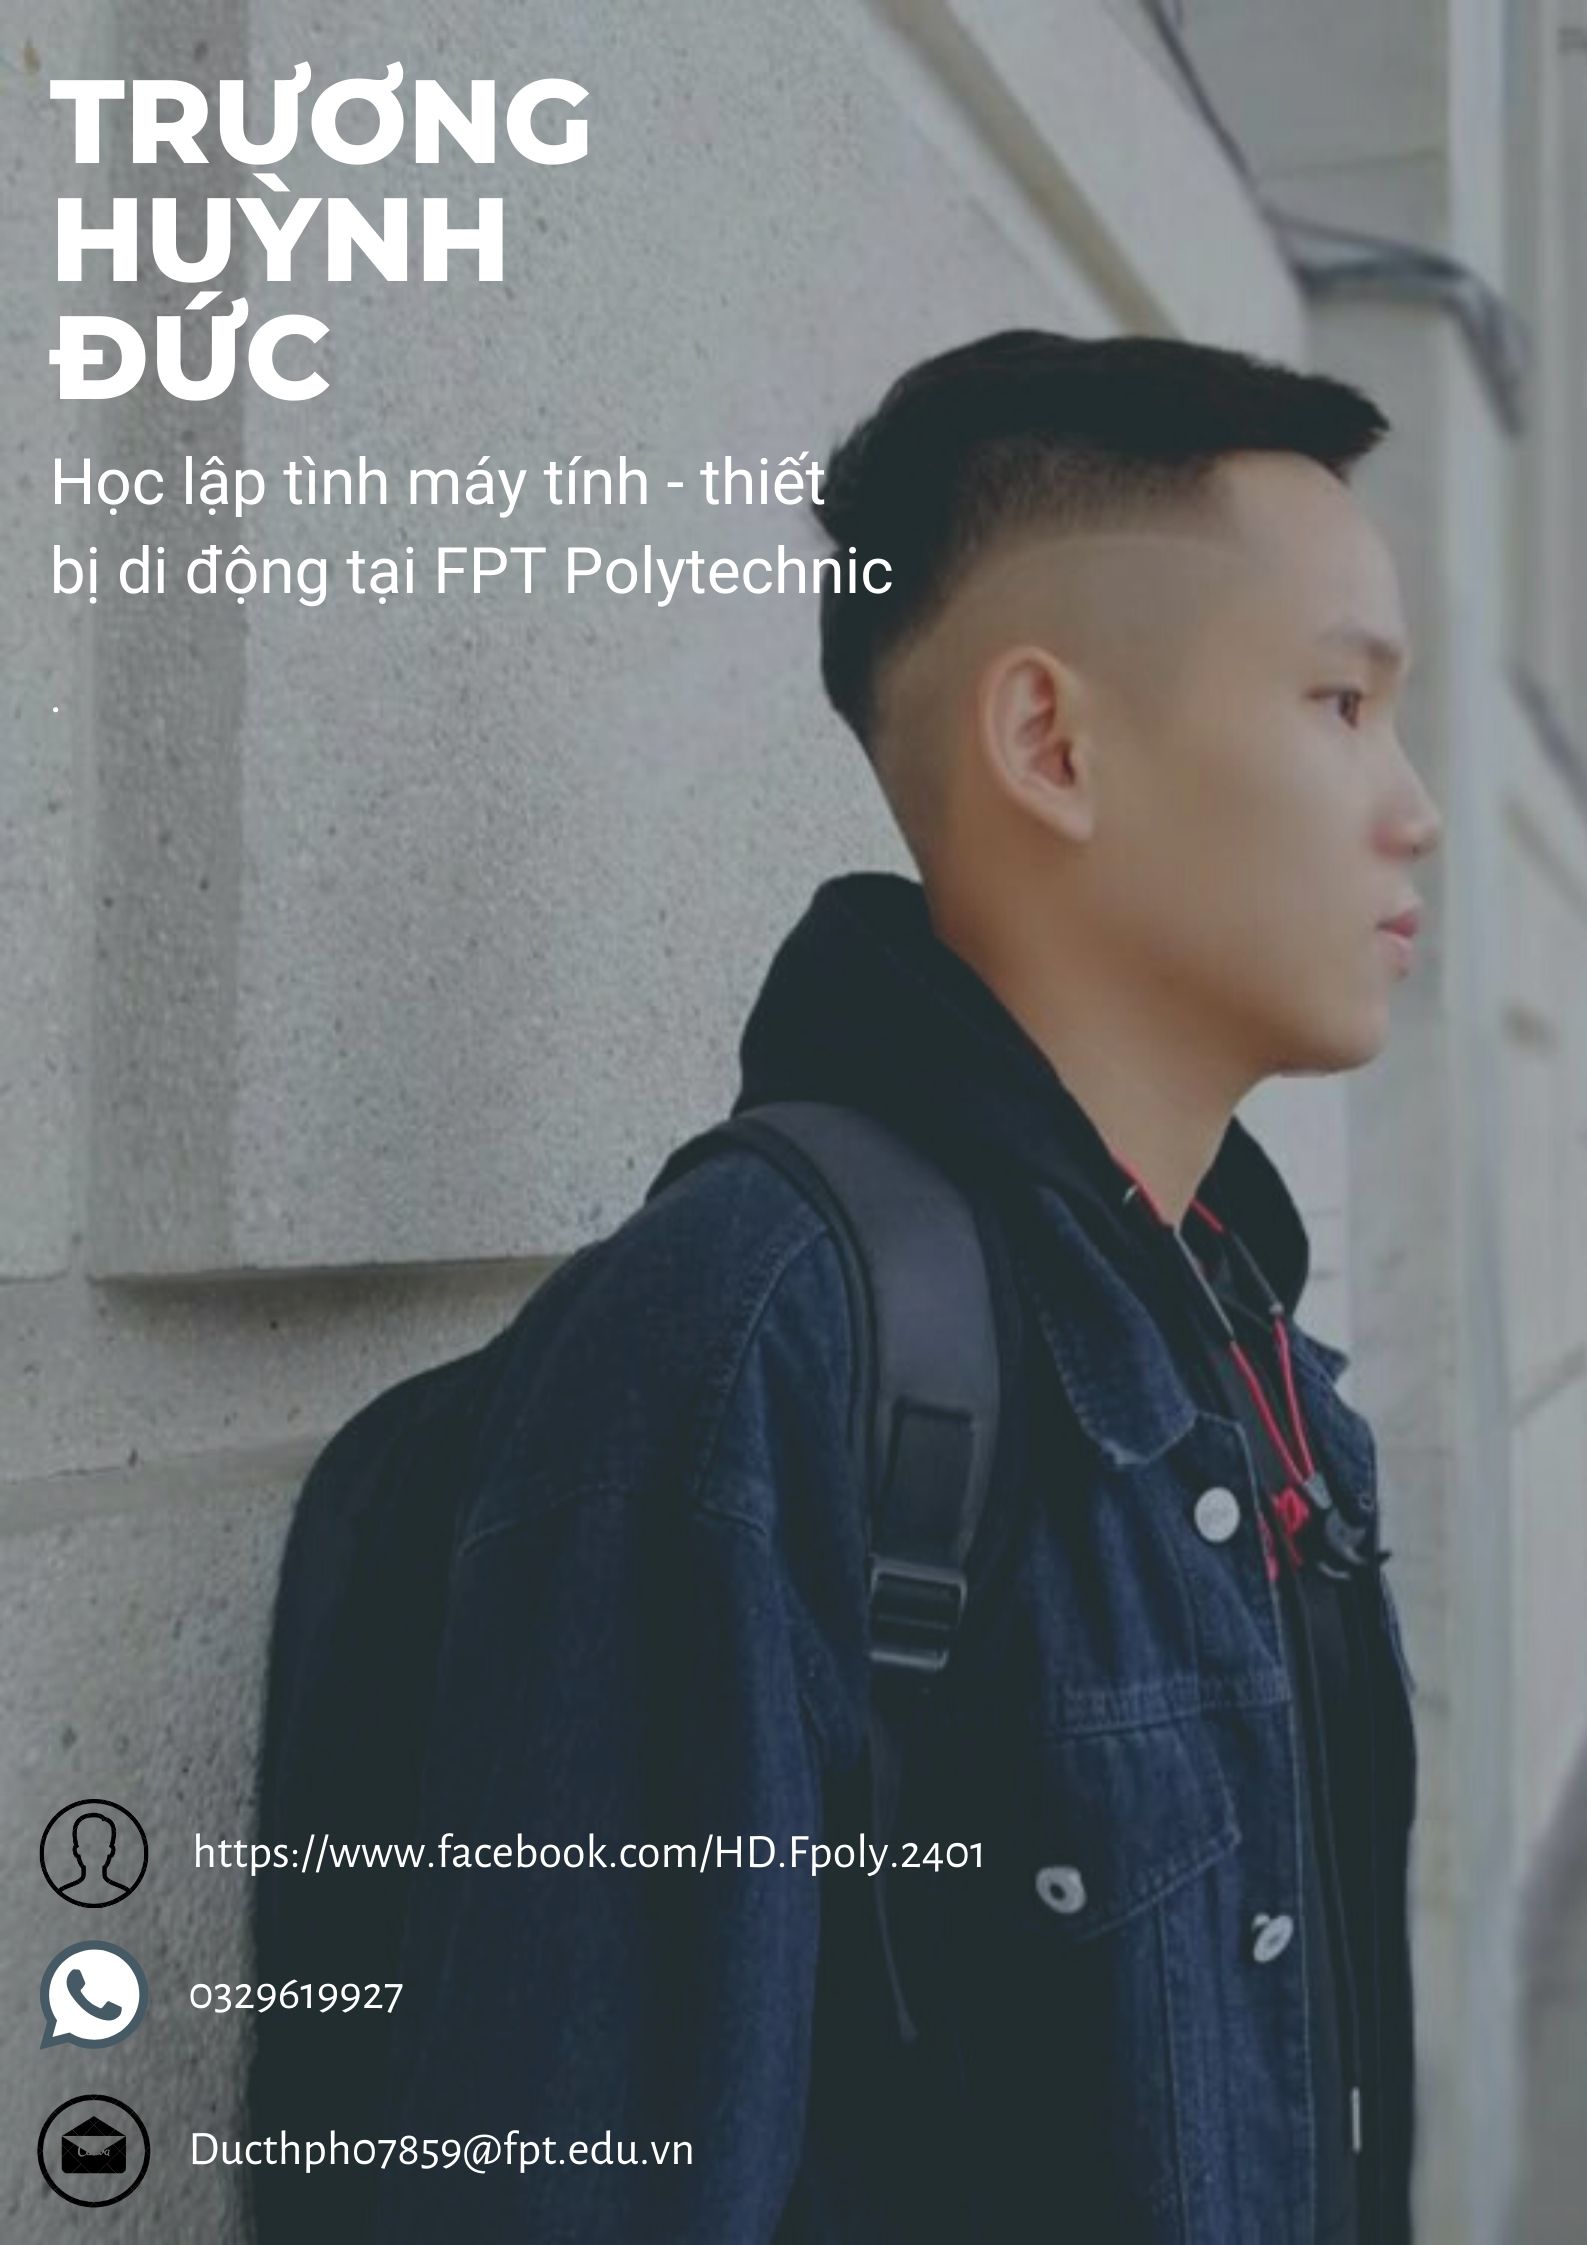 TRƯƠNG
HUỲNH
ĐỨC
Học lập tình máy tính - thiết
bị di động tại FPT Polytechnic
.
https://www.facebook.com/HD.Fpoly.2401
0329619927
Canva
Ducthph07859@fpt.edu.vn